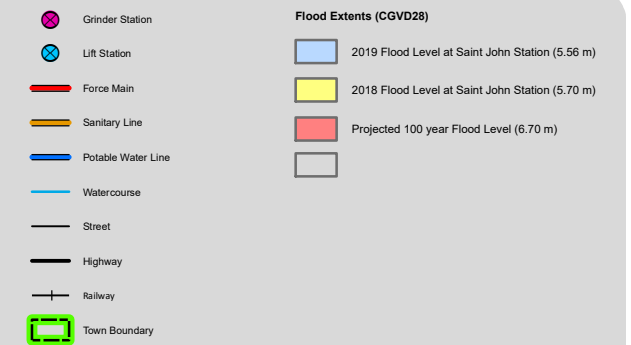 Grinder Station
Lift Station
Force Main
Sanitary Line
Potable Water Line
Watercourse
Street
Highway
Railway
Town Boundary
Flood Extents (CGVD28)
2019 Flood Level at Saint John Station (5.56 m)
2018 Flood Level at Saint John Station (5.70 m)
Projected 100 year Flood Level (6.70 m)